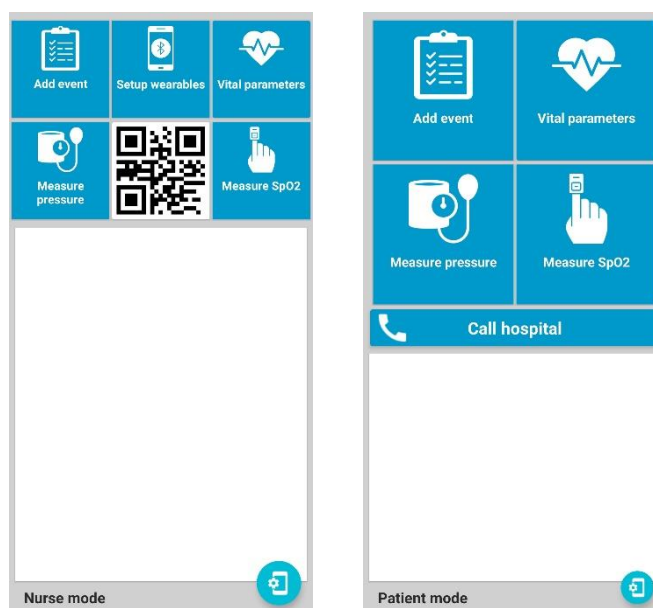 Add event
Setup wearables
Vital parameters
Measure
pressure
Measure SpO2
Nurse mode
Add event
Vital parameters
Measure pressure
Measure SpO2
Call hospital
Patient mode